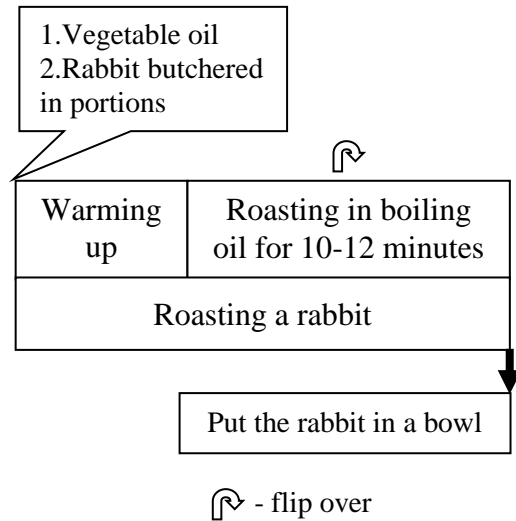 1.Vegetable oil
2.Rabbit butchered
in portions
Warming
up
Roasting in boiling
oil for 10-12 minutes
Roasting a rabbit
Put the rabbit in a bowl
- flip over